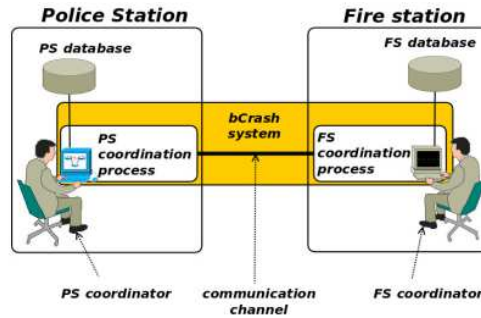 Police Station
Fire station
PS database
FS database
bCrash
system
PS
coordination
process
FS
coordination
process
PS coordinator
communication
channel
FS coordinator